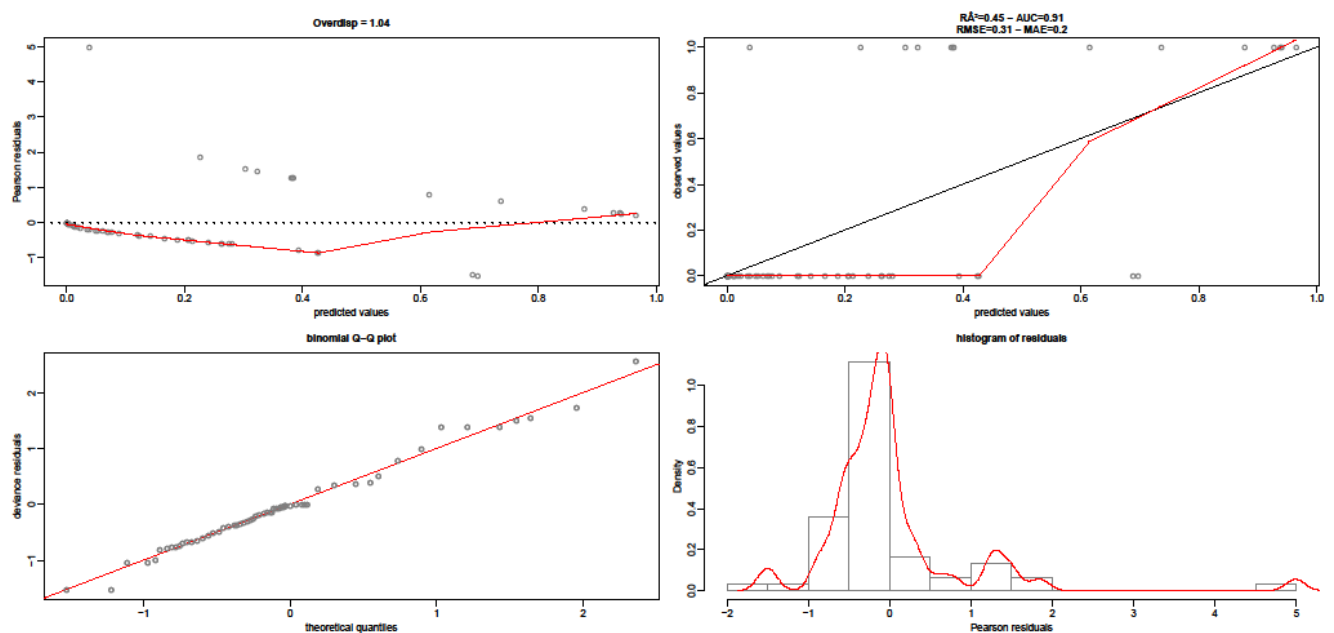 Overdisp = 1.04
5
4
3
2
1
0
−1
Pearson residuals
0.0 0.2 0.4 0.6 0.8 1.0
predicted values
RÂ²=0.45 − AUC=0.91
RMSE=0.31 − MAE=0.2
1.0
0.8
0.6
0.4
0.2
0.0
observed values
0.0 0.2 0.4 0.6 0.8 1.0
predicted values
binomial Q−Q plot
2
1
0
−1
deviance residuals
−1 0 1 2
theoretical quantiles
histogram of residuals
1.0
0.8
0.6
0.4
0.2
0.0
Density
−2 −1 0 1 2 3 4 5
Pearson residuals